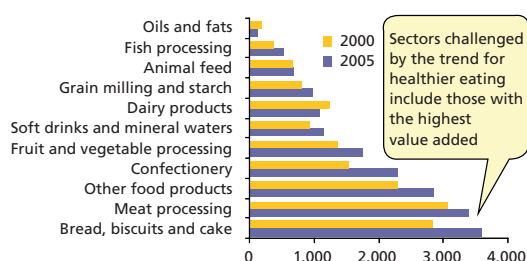 Oils and fats
Fish processing
Animal feed
Grain milling and starch
Dairy products
Soft drinks and mineral waters
Fruit and vegetable processing
Confectionery
Other food products
Meat processing
Bread, biscuits and cake
0
1,000
2,000
3,000
4,000
2000
2005
Sectors challenged
by the trend for
healthier eating
include those with
the highest
value added